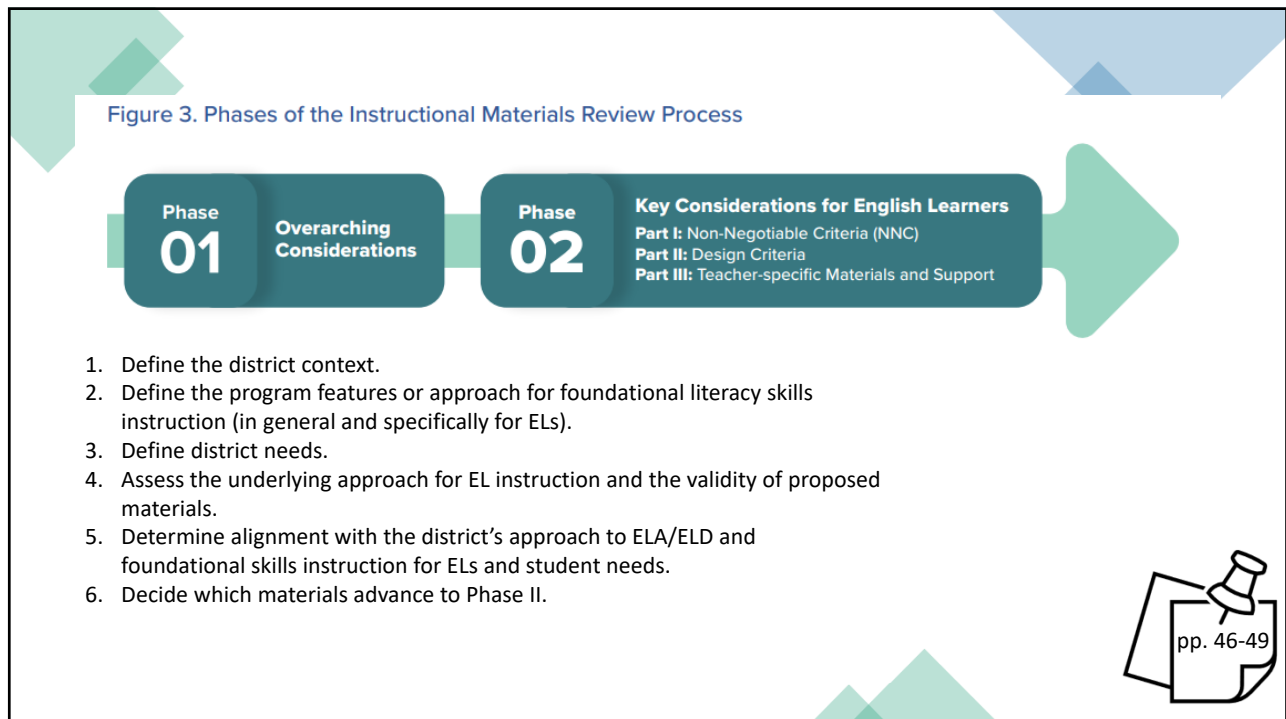 Figure 3. Phases of the Instructional Materials Review Process
Phase
01
Overarching
Considerations
Phase
02
Key Considerations for English Learners
Part I: Non-Negotiable Criteria (NNC)
Part II: Design Criteria
Part III: Teacher-specific Materials and Support
1. Define the district context.
2. Define the program features or approach for foundational literacy skills
instruction (in general and specifically for ELs).
3. Define district needs.
4. Assess the underlying approach for EL instruction and the validity of proposed
materials.
5. Determine alignment with the district’s approach to ELA/ELD and
foundational skills instruction for ELs and student needs.
6. Decide which materials advance to Phase II.
pp. 46-49